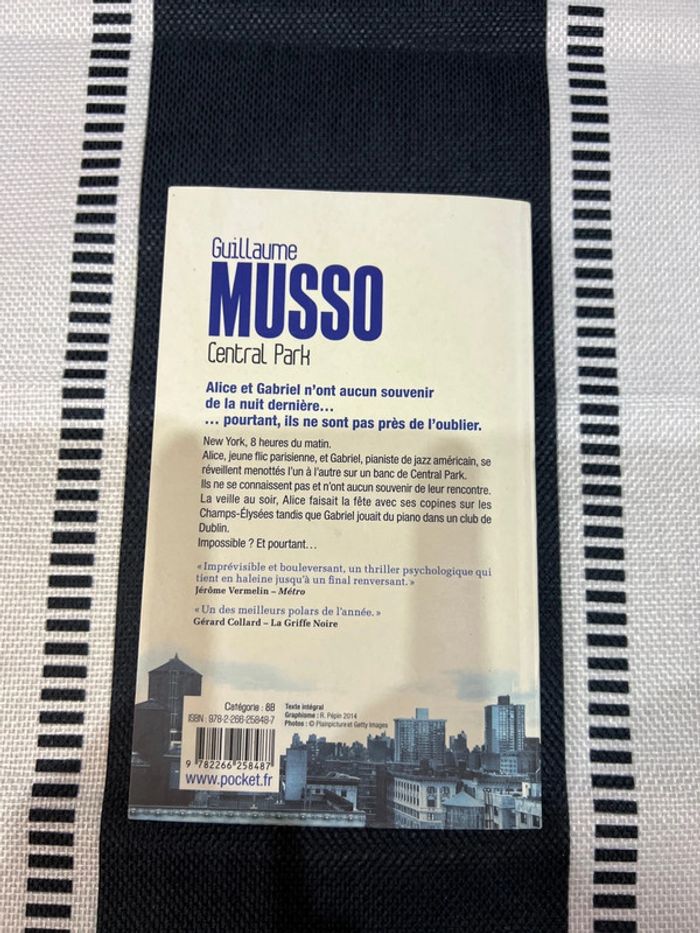 Guillaume
MUSSO
Central Park
Alice et Gabriel n'ont aucun souvenir
de la nuit dernière…
… pourtant, ils ne sont pas près de l'oublier.
New York, 8 heures du matin.
Alice, jeune flic parisienne, et Gabriel, pianiste de jazz américain, se
réveillent menottés l'un à l'autre sur un banc de Central Park.
Ils ne se connaissent pas et n'ont aucun souvenir de leur rencontre.
La veille au soir, Alice faisait la fête avec ses copines sur les
Champs-Élysées tandis que Gabriel jouait du piano dans un club de
Dublin.
Impossible ? Et pourtant…
« Imprévisible et bouleversant, un thriller psychologique qui
tient en haleine jusqu'à un final renversant. »
Jérôme Vermelin – Métro
« Un des meilleurs polars de l'année. »
Gérard Collard – La Griffe Noire
Catégorie : 8B
ISBN : 978-2-266-25848-7
9 782266 258487
www.pocket.fr
Texte intégral
Graphisme : R. Pépin 2014
Photos : © Plainpicture et Getty Images